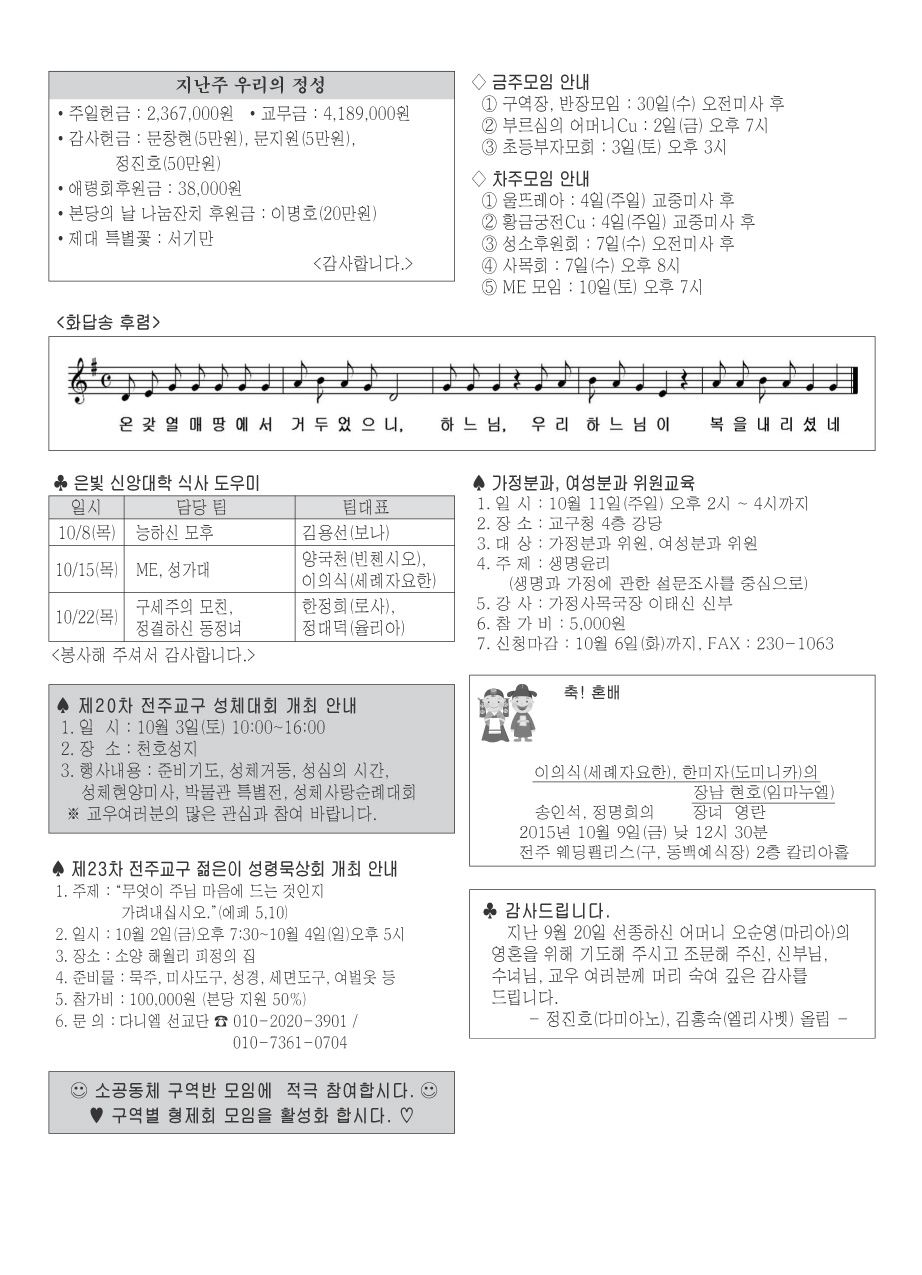 지난주 우리의 정성
• 주일헌금 : 2,367,000원 • 교무금 : 4,189,000원
• 감사헌금 : 문창현(5만원), 문지원(5만원),
정진호(50만원)
• 애령회후원금 : 38,000원
• 본당의 날 나눔잔치 후원금 : 이명호(20만원)
• 제대 특별꽃 : 서기만
<감사합니다.>
◇ 금주모임 안내
① 구역장, 반장모임 : 30일(수) 오전미사 후
② 부르심의 어머니Cu : 2일(금) 오후 7시
③ 초등부자모회 : 3일(토) 오후 3시
◇ 차주모임 안내
① 울뜨레아 : 4일(주일) 교중미사 후
② 황금궁전Cu : 4일(주일) 교중미사 후
③ 성소후원회 : 7일(수) 오전미사 후
④ 사목회 : 7일(수) 오후 8시
⑤ ME 모임 : 10일(토) 오후 7시
<화답송 후렴>
온 갖 열 매 땅 에 서 거 두 었 으 니, 하 느 님, 우 리 하 느 님 이 복 을 내 리 셨 네
♣ 은빛 신앙대학 식사 도우미
일시 담당 팀 팀대표
10/8(목) 능하신 모후 김용선(보나)
10/15(목) ME, 성가대 양국천(빈첸시오),
이의식(세례자요한)
10/22(목) 구세주의 모친, 한정희(로사),
정결하신 동정녀 정대덕(율리아)
<봉사해 주셔서 감사합니다.>
♠ 제20차 전주교구 성체대회 개최 안내
1. 일 시 : 10월 3일(토) 10:00~16:00
2. 장 소 : 천호성지
3. 행사내용 : 준비기도, 성체거동, 성심의 시간,
성체현양미사, 박물관 특별전, 성체사랑순례대회
※ 교우여러분의 많은 관심과 참여 바랍니다.
♠ 제23차 전주교구 젊은이 성령묵상회 개최 안내
1. 주제 : “무엇이 주님 마음에 드는 것인지
가려내십시오.”(에페 5,10)
2. 일시 : 10월 2일(금)오후 7:30~10월 4일(일)오후 5시
3. 장소 : 소양 해월리 피정의 집
4. 준비물 : 묵주, 미사도구, 성경, 세면도구, 여벌옷 등
5. 참가비 : 100,000원 (본당 지원 50%)
6. 문 의 : 다니엘 선교단 ☎ 010-2020-3901 /
010-7361-0704
☺ 소공동체 구역반 모임에 적극 참여합시다. ☺
♥ 구역별 형제회 모임을 활성화 합시다. ♡
♠ 가정분과, 여성분과 위원교육
1. 일 시 : 10월 11일(주일) 오후 2시 ~ 4시까지
2. 장 소 : 교구청 4층 강당
3. 대 상 : 가정분과 위원, 여성분과 위원
4. 주 제 : 생명윤리
(생명과 가정에 관한 설문조사를 중심으로)
5. 강 사 : 가정사목국장 이태신 신부
6. 참 가 비 : 5,000원
7. 신청마감 : 10월 6일(화)까지, FAX : 230-1063
축! 혼배
이의식(세례자요한), 한미자(도미니카)의
장남 현호(임마누엘)
송인석, 정명희의 장녀 영란
2015년 10월 9일(금) 낮 12시 30분
전주 웨딩펠리스(구, 동백예식장) 2층 칼리아홀
♣ 감사드립니다.
지난 9월 20일 선종하신 어머니 오순영(마리아)의
영혼을 위해 기도해 주시고 조문해 주신, 신부님,
수녀님, 교우 여러분께 머리 숙여 깊은 감사를
드립니다.
- 정진호(다미아노), 김홍숙(엘리사벳) 올림 -